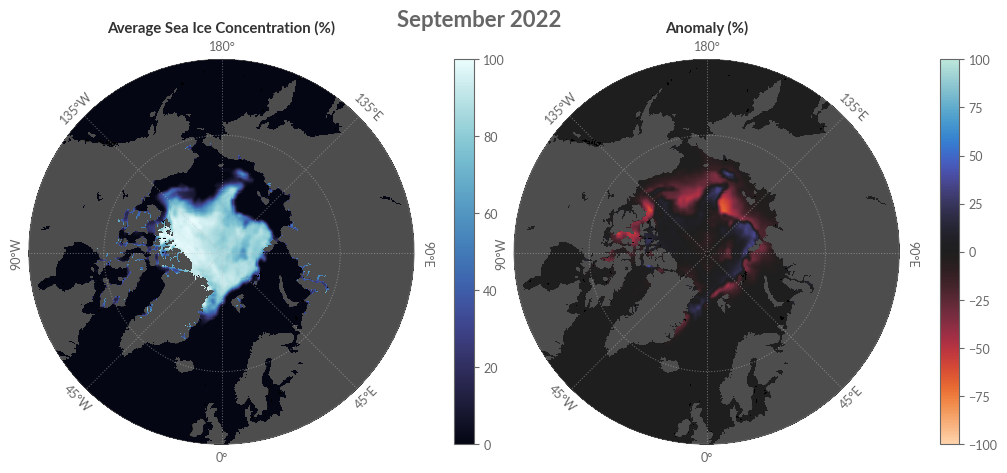 September 2022
Average Sea Ice Concentration (%)
180°
135°W
135°E
90°W
90°E
45°W
45°E
0°
100
80
60
40
20
0
Anomaly (%)
180°
135°W
135°E
90°W
90°E
45°W
45°E
0°
100
75
50
25
0
−25
−50
−75
−100